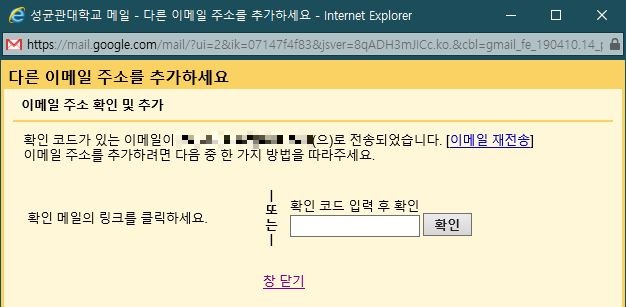 성균관대학교 메일 - 다른 이메일 주소를 추가하세요 - Internet Explorer
https://mail.google.com/mail/?ui=2&ik=07147f4f83&jsver=8qADH3mJICc.ko.&cbl=gmail_fe_190410.14_p
다른 이메일 주소를 추가하세요
이메일 주소 확인 및 추가
확인 코드가 있는 이메일이 (으)로 전송되었습니다. [이메일 재전송]
이메일 주소를 추가하려면 다음 중 한 가지 방법을 따라주세요.
확인 메일의 링크를 클릭하세요.
또는
확인 코드 입력 후 확인
확인
창 닫기